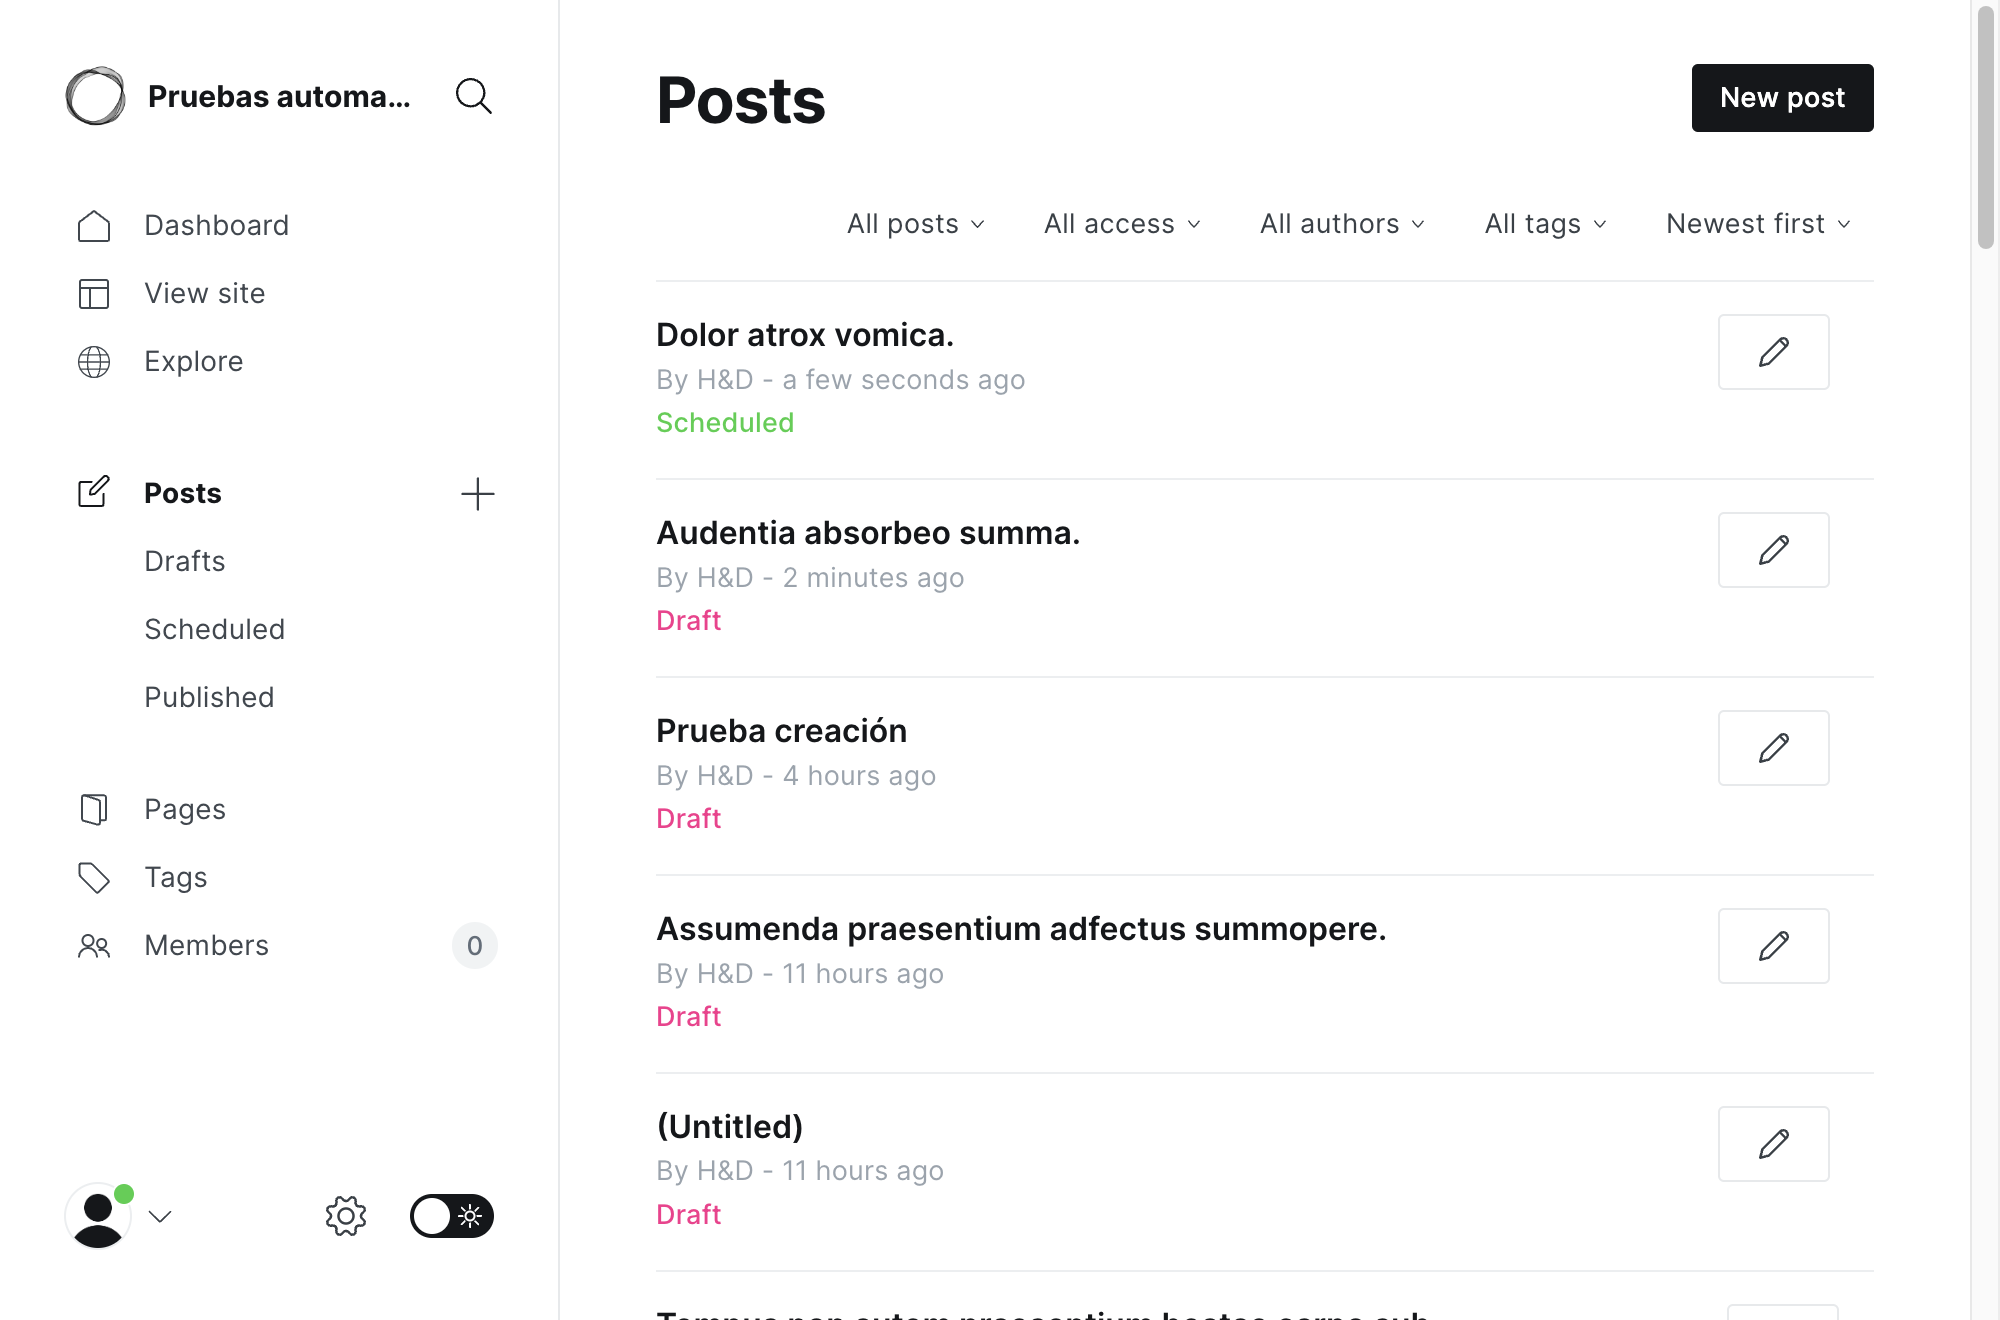 Pruebas automa...
Dashboard
View site
Explore
Posts
Drafts
Scheduled
Published
Pages
Tags
Members 0
Posts
New post
All posts All access All authors All tags Newest first
Dolor atrox vomica.
By H&D - a few seconds ago
Scheduled
Audentia absorbeo summa.
By H&D - 2 minutes ago
Draft
Prueba creación
By H&D - 4 hours ago
Draft
Assumenda praesentium adfectus summopere.
By H&D - 11 hours ago
Draft
(Untitled)
By H&D - 11 hours ago
Draft